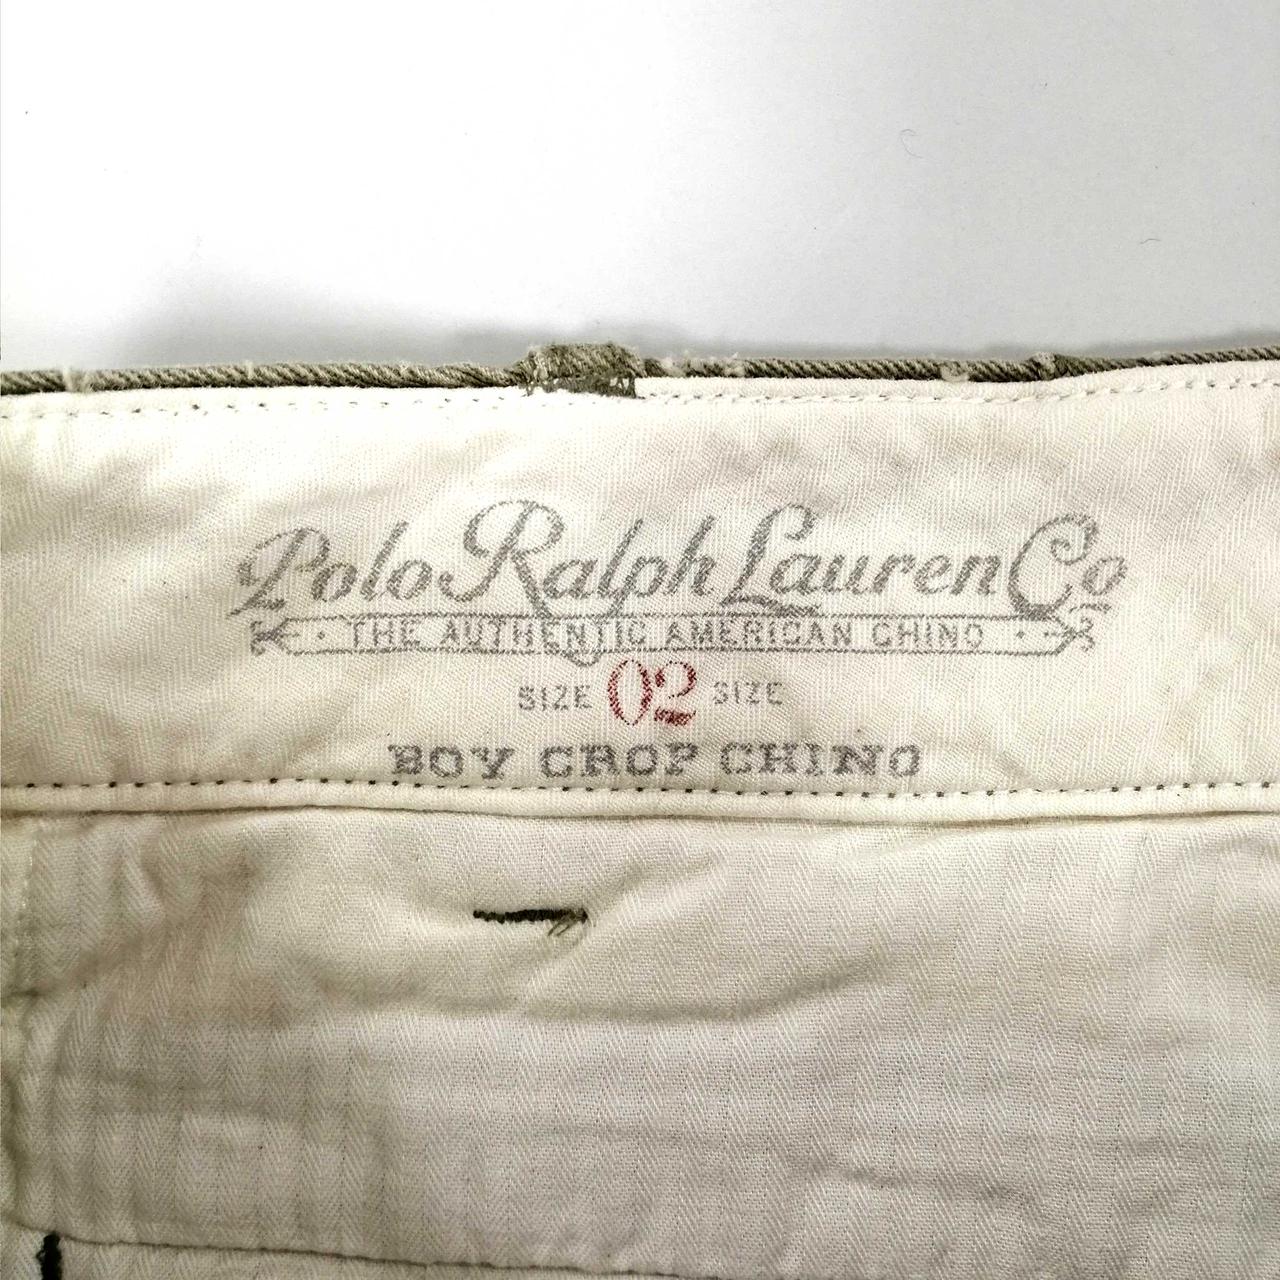 Polo Ralph Lauren Co
· THE AUTHENTIC AMERICAN CHINO ·
SIZE 02 SIZE
BOY CROP CHINO